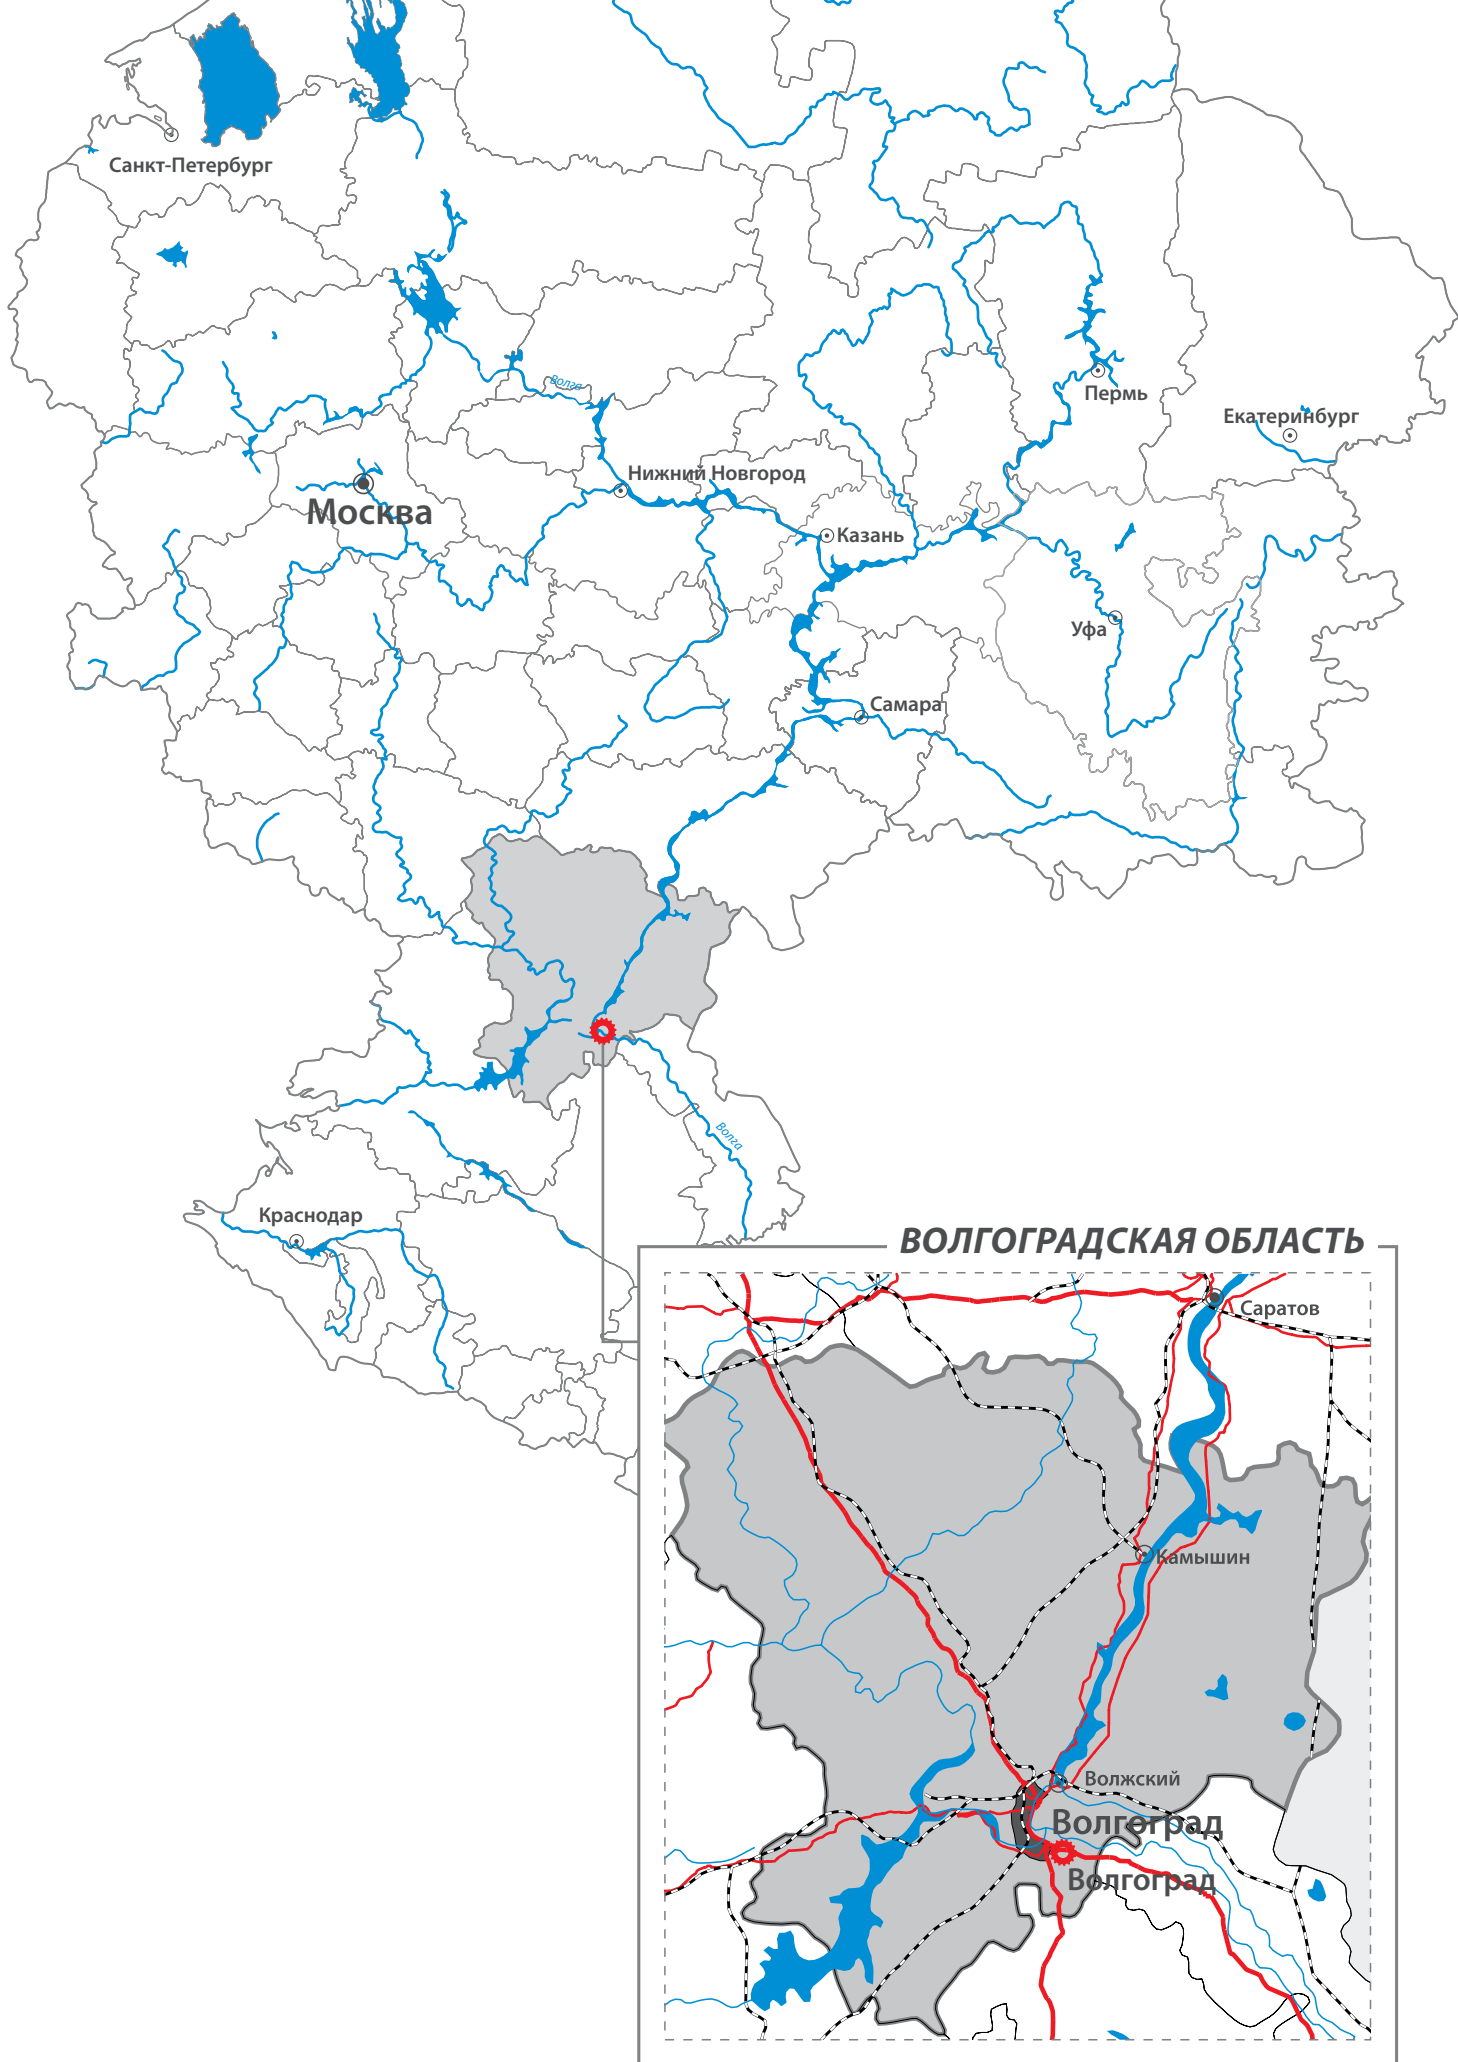 Санкт-Петербург
Волга
Пермь
Екатеринбург
Нижний Новгород
Москва
Казань
Уфа
Самара
Волга
Краснодар
ВОЛГОГРАДСКАЯ ОБЛАСТЬ
Саратов
Камышин
Волжский
Волгоград
Волгоград